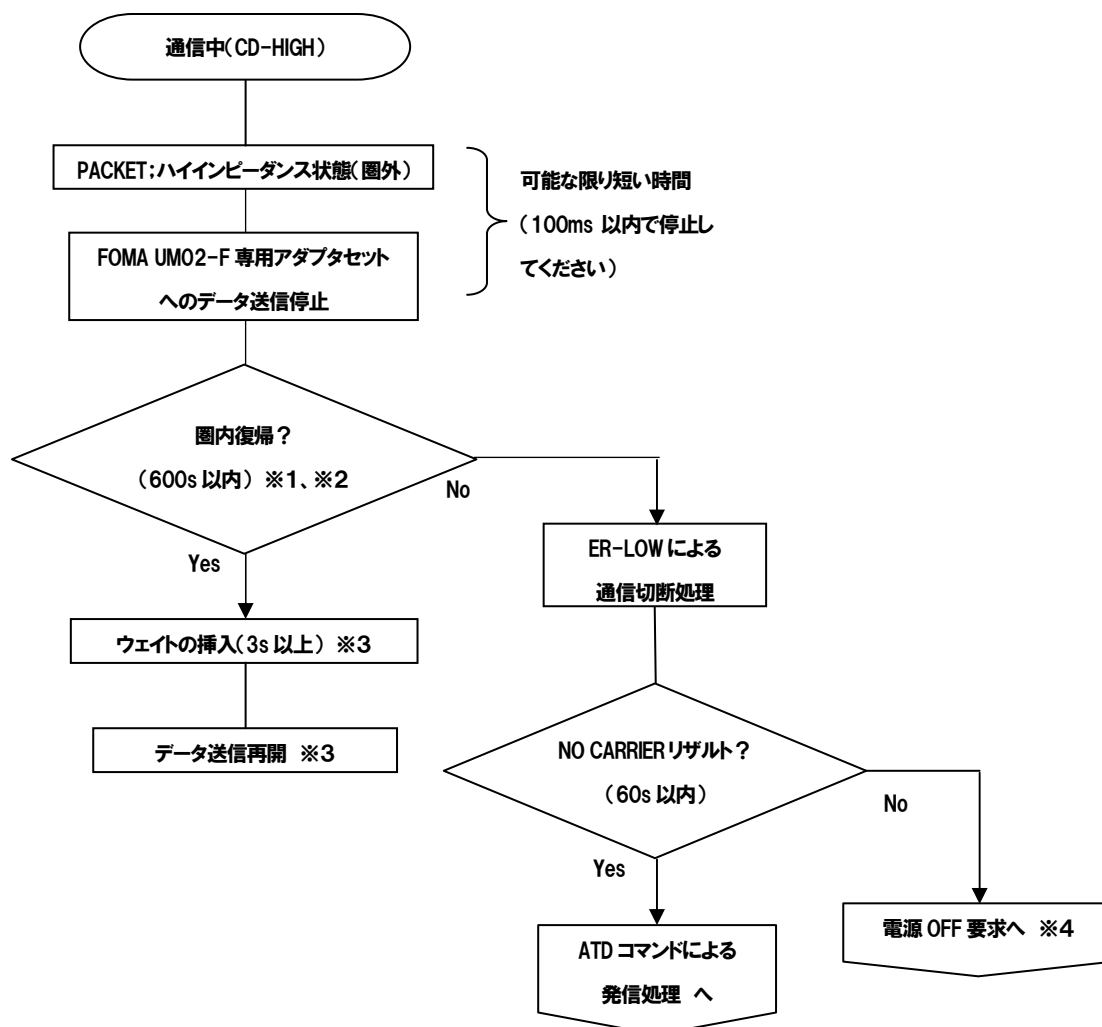 通信中(CD-HIGH)
PACKET;ハイインピーダンス状態(圏外)
可能な限り短い時間
(100ms 以内で停止し
てください)
FOMA UM02-F 専用アダプタセット
へのデータ送信停止
圏内復帰?
(600s 以内) ※1、※2
No
Yes
ER-LOW による
通信切断処理
ウェイトの挿入(3s 以上) ※3
データ送信再開 ※3
NO CARRIER リザルト?
(60s 以内)
No
Yes
電源 OFF 要求へ ※4
ATD コマンドによる
発信処理 へ